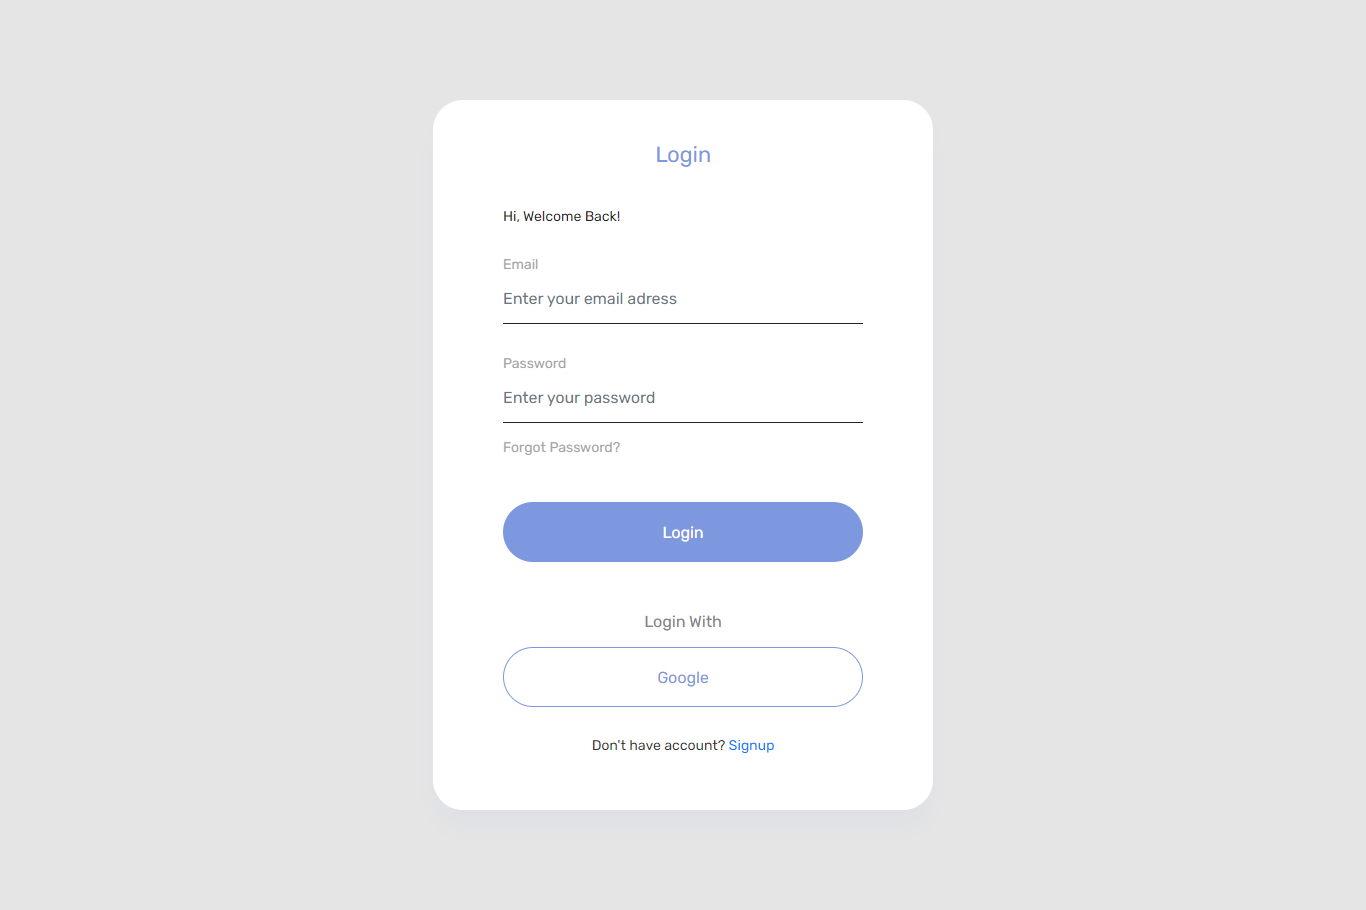 Login
Hi, Welcome Back!
Email
Enter your email adress
Password
Enter your password
Forgot Password?
Login
Login With
Google
Don't have account? Signup